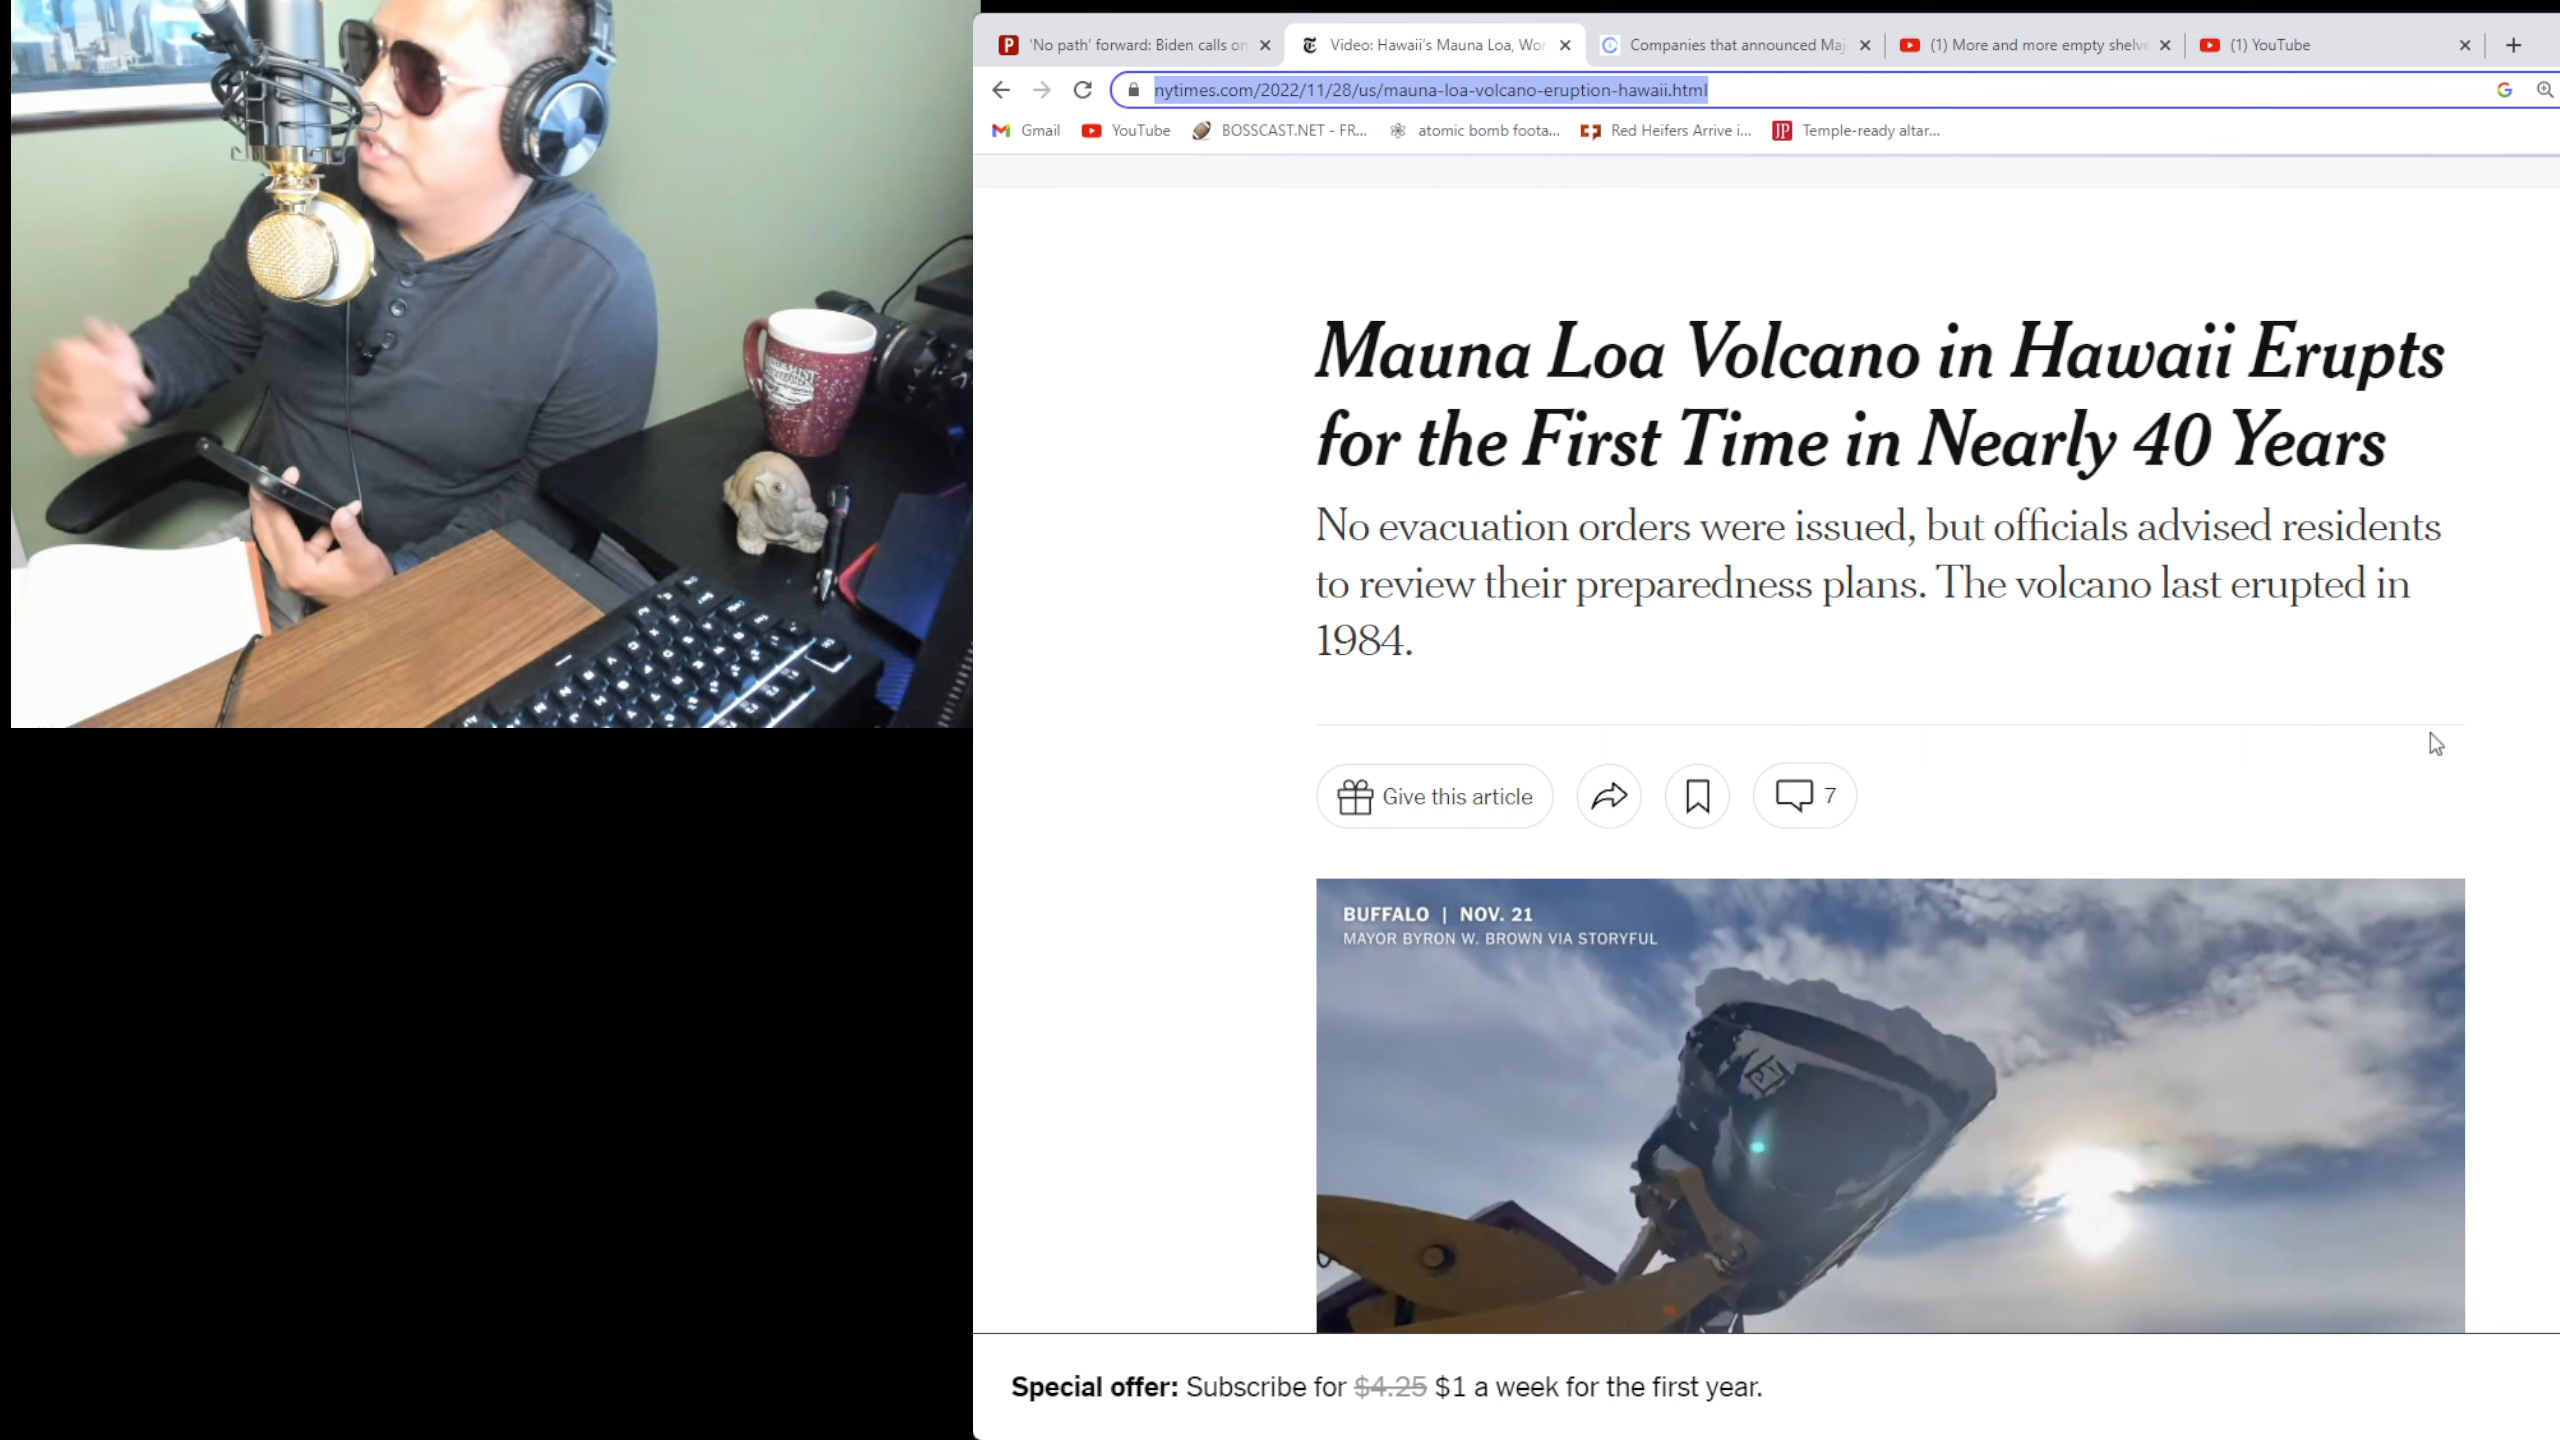 'No path' forward: Biden calls on
Video: Hawaii's Mauna Loa, Wor
Companies that announced Maj
(1) More and more empty shelve
(1) YouTube
nytimes.com/2022/11/28/us/mauna-loa-volcano-eruption-hawaii.html
Gmail
YouTube
BOSSCAST.NET - FR...
atomic bomb foota...
Red Heifers Arrive i...
JP
Temple-ready altar...
Mauna Loa Volcano in Hawaii Erupts
for the First Time in Nearly 40 Years
No evacuation orders were issued, but officials advised residents
to review their preparedness plans. The volcano last erupted in
1984.
Give this article
7
BUFFALO | NOV. 21
MAYOR BYRON W. BROWN VIA STORYFUL
Special offer: Subscribe for $4.25 $1 a week for the first year.